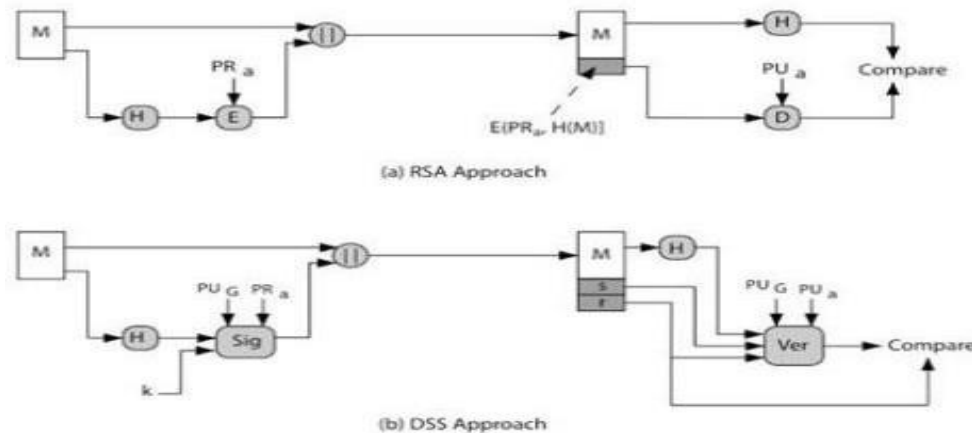 M
||
M
H
PR a
PU a
Compare
H
E
D
E(PRa, H(M)]
(a) RSA Approach
M
||
M
H
s
r
PU G
PR a
PU G
PU a
H
Sig
Ver
Compare
k
(b) DSS Approach